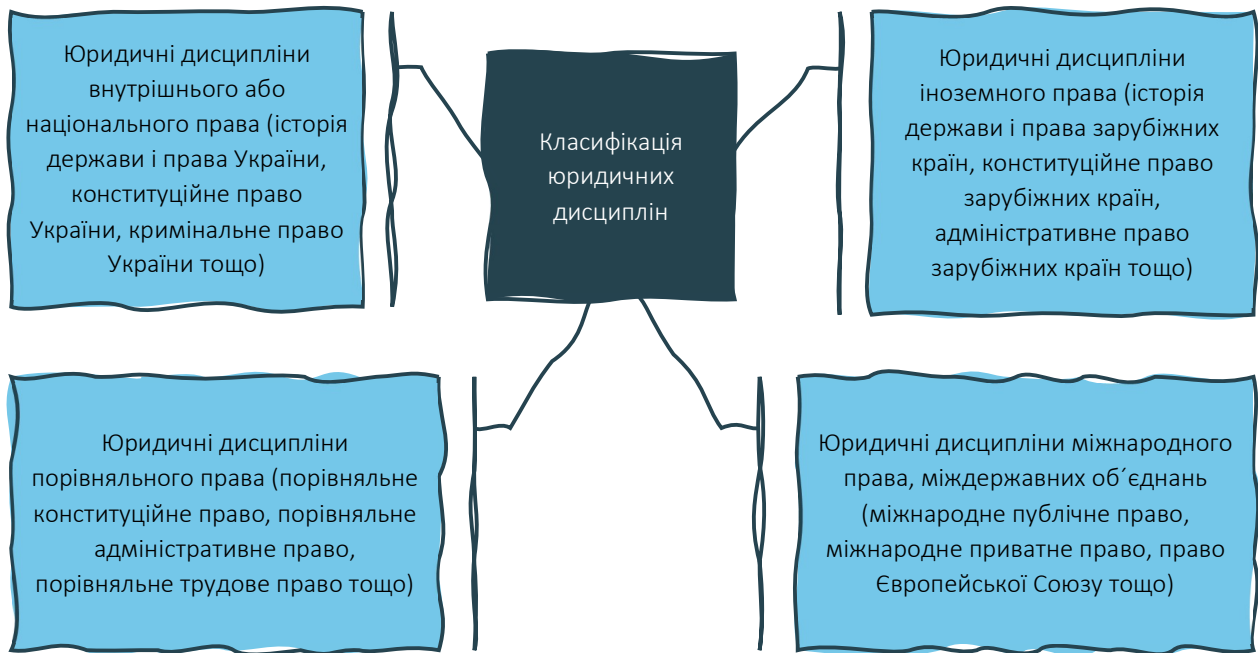 Юридичні дисципліни
внутрішнього або
національного права (історія
держави і права України,
конституційне право
України, кримінальне право
України тощо)
Класифікація
юридичних
дисциплін
Юридичні дисципліни
іноземного права (історія
держави і права зарубіжних
країн, конституційне право
зарубіжних країн,
адміністративне право
зарубіжних країн тощо)
Юридичні дисципліни
порівняльного права (порівняльне
конституційне право, порівняльне
адміністративне право,
порівняльне трудове право тощо)
Юридичні дисципліни міжнародного
права, міждержавних об´єднань
(міжнародне публічне право,
міжнародне приватне право, право
Європейської Союзу тощо)